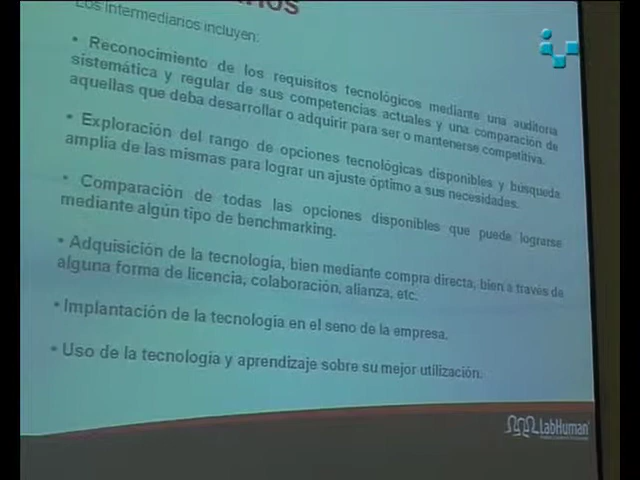 Los intermediarios incluyen:
• Reconocimiento de los requisitos tecnológicos mediante una auditoria
sistemática y regular de sus competencias actuales y una comparación de
aquellas que deba desarrollar o adquirir para ser o mantenerse competitiva.
• Exploración del rango de opciones tecnológicas disponibles y búsqueda
amplia de las mismas para lograr un ajuste óptimo a sus necesidades.
• Comparación de todas las opciones disponibles que puede lograrse
mediante algún tipo de benchmarking.
• Adquisición de la tecnología, bien mediante compra directa, bien a través de
alguna forma de licencia, colaboración, alianza, etc.
• Implantación de la tecnología en el seno de la empresa.
• Uso de la tecnología y aprendizaje sobre su mejor utilización.
LabHuman